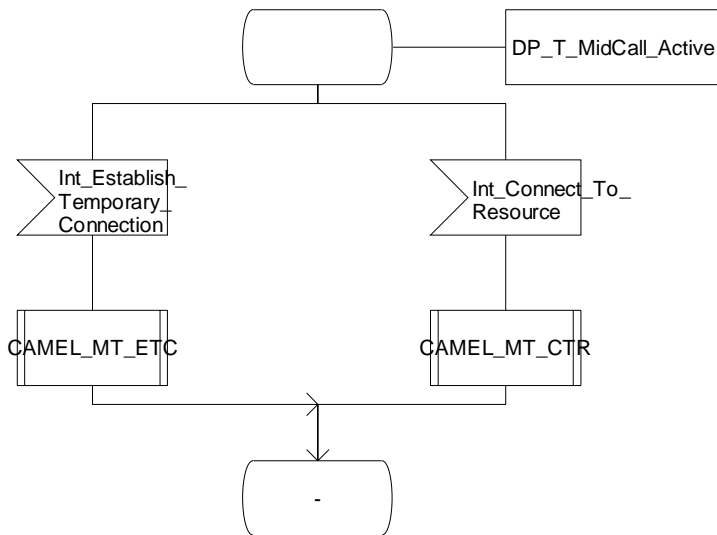 DP_T_MidCall_Active
Int_Establish_
Temporary_
Connection
Int_Connect_To_
Resource
CAMEL_MT_ETC
CAMEL_MT_CTR
-